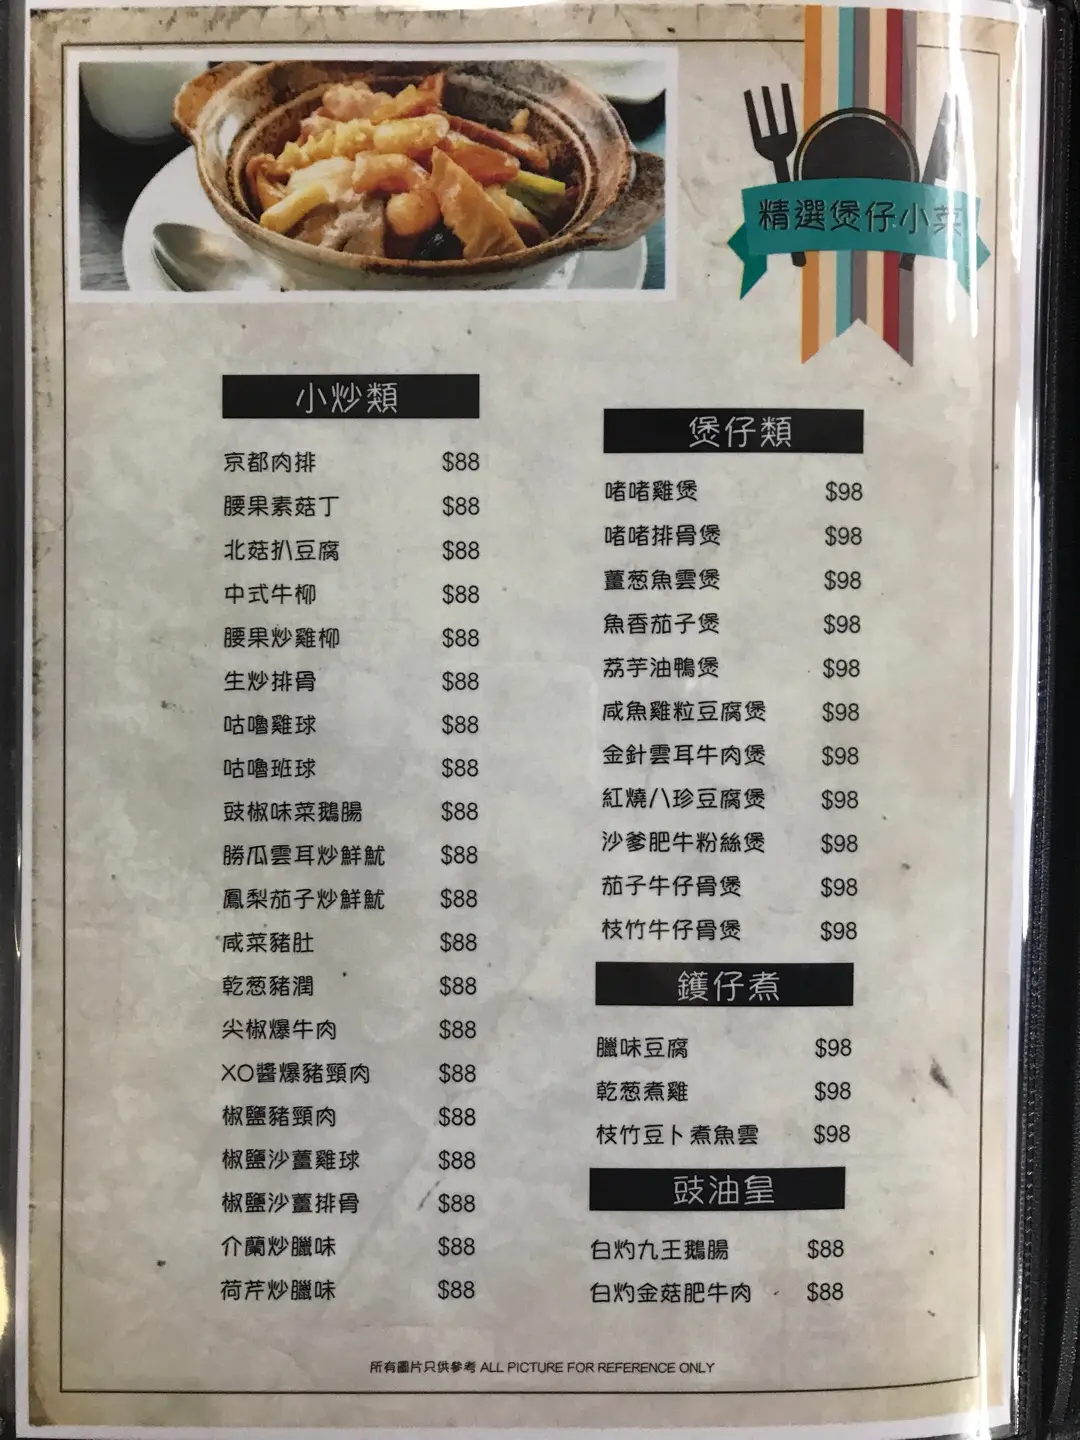 精選煲仔小菜
小炒類
京都肉排 $88
腰果素菇丁 $88
北菇扒豆腐 $88
中式牛柳 $88
腰果炒雞柳 $88
生炒排骨 $88
咕嚕雞球 $88
咕嚕班球 $88
豉椒味菜鵝腸 $88
勝瓜雲耳炒鮮魷 $88
鳳梨茄子炒鮮魷 $88
咸菜豬肚 $88
乾葱豬潤 $88
尖椒爆牛肉 $88
XO醬爆豬頸肉 $88
椒鹽豬頸肉 $88
椒鹽沙薑雞球 $88
椒鹽沙薑排骨 $88
介蘭炒臘味 $88
荷芹炒臘味 $88
煲仔類
啫啫雞煲 $98
啫啫排骨煲 $98
薑葱魚雲煲 $98
魚香茄子煲 $98
荔芋油鴨煲 $98
咸魚雞粒豆腐煲 $98
金針雲耳牛肉煲 $98
紅燒八珍豆腐煲 $98
沙爹肥牛粉絲煲 $98
茄子牛仔骨煲 $98
枝竹牛仔骨煲 $98
鑊仔煮
臘味豆腐 $98
乾葱煮雞 $98
枝竹豆卜煮魚雲 $98
豉油皇
白灼九王鵝腸 $88
白灼金菇肥牛肉 $88
所有圖片只供參考 ALL PICTURE FOR REFERENCE ONLY